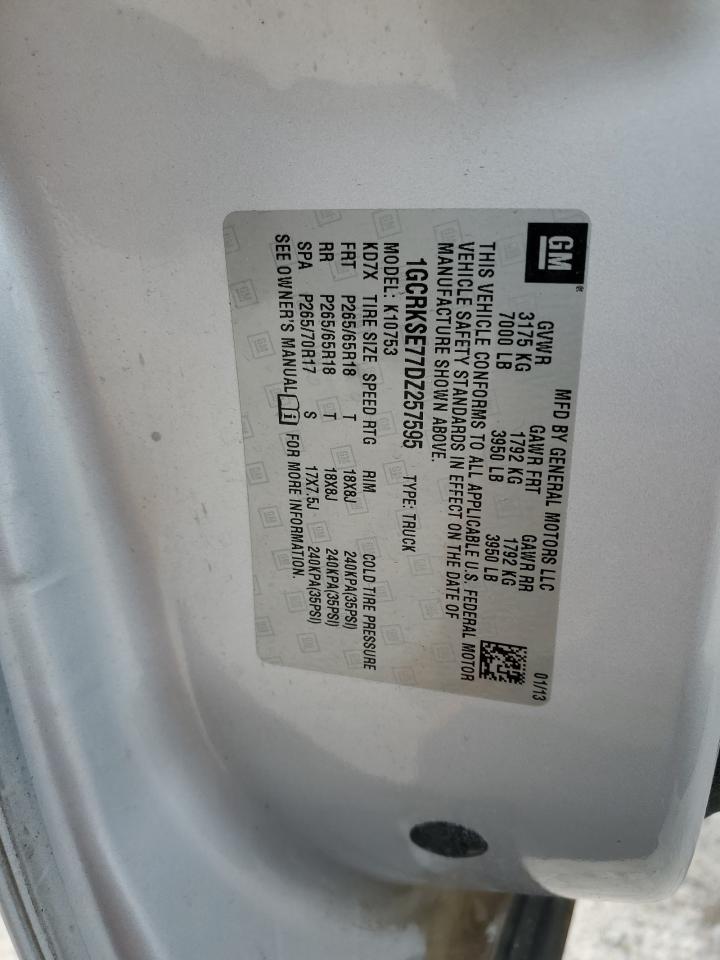 GM
MFD BY GENERAL MOTORS LLC 01/13
GVWR GAWR FRT GAWR RR
3175 KG 1792 KG 1792 KG
7000 LB 3950 LB 3950 LB
THIS VEHICLE CONFORMS TO ALL APPLICABLE U.S. FEDERAL MOTOR
VEHICLE SAFETY STANDARDS IN EFFECT ON THE DATE OF
MANUFACTURE SHOWN ABOVE.
1GCRKSE77DZ257595 TYPE: TRUCK
MODEL: K10753
KD7X TIRE SIZE SPEED RTG RIM COLD TIRE PRESSURE
FRT P265/65R18 T 18X8J 240KPA(35PSI)
RR P265/65R18 T 18X8J 240KPA(35PSI)
SPA P265/70R17 S 17X7.5J 240KPA(35PSI)
SEE OWNER'S MANUAL i FOR MORE INFORMATION.